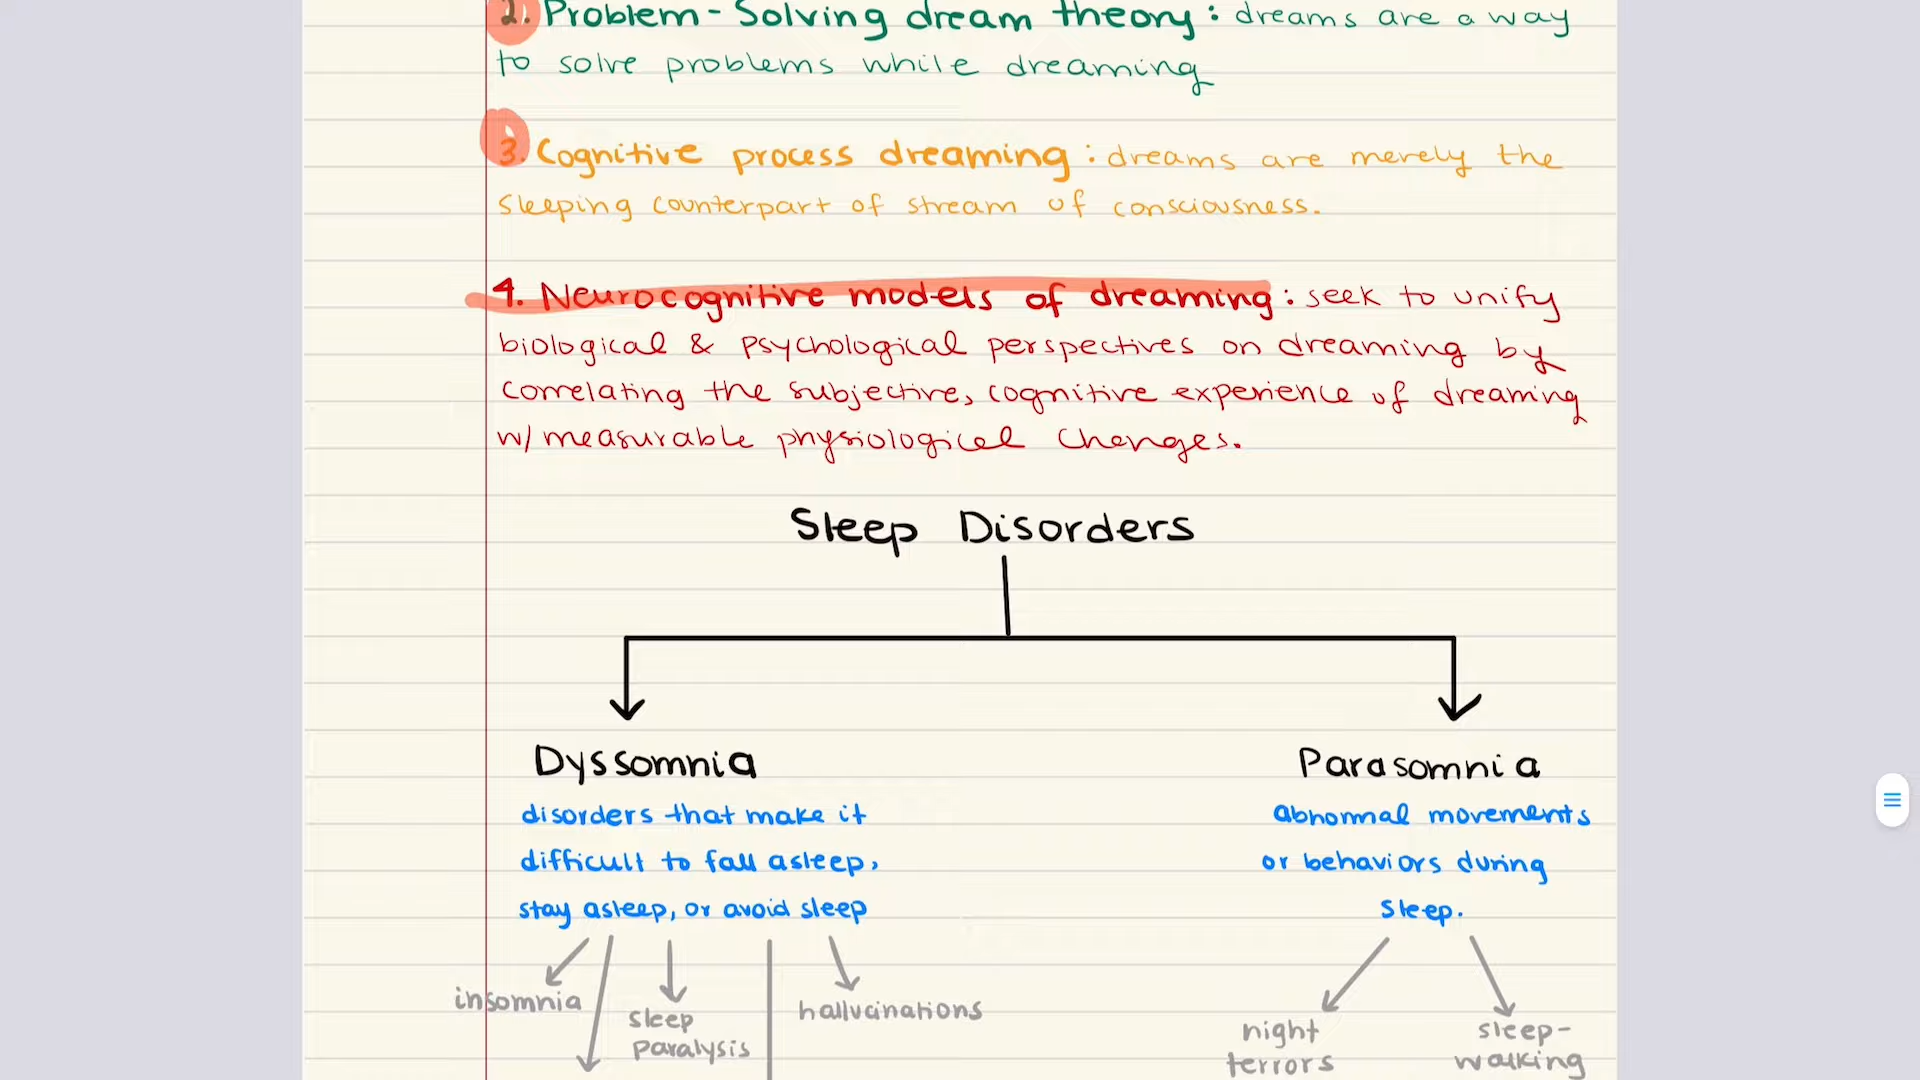 2. Problem-Solving dream theory: dreams are a way
to solve problems while dreaming
3. Cognitive process dreaming: dreams are merely the
sleeping counterpart of stream of consciousness.
4. Neurocognitive models of dreaming: seek to unify
biological & psychological perspectives on dreaming by
correlating the subjective, cognitive experience of dreaming
w/ measurable physiological changes.
Sleep Disorders
Dyssomnia
disorders that make it
difficult to fall asleep,
stay asleep, or avoid sleep
insomnia
sleep
paralysis
hallucinations
Parasomnia
abnormal movements
or behaviors during
sleep.
night
terrors
sleep-
walking